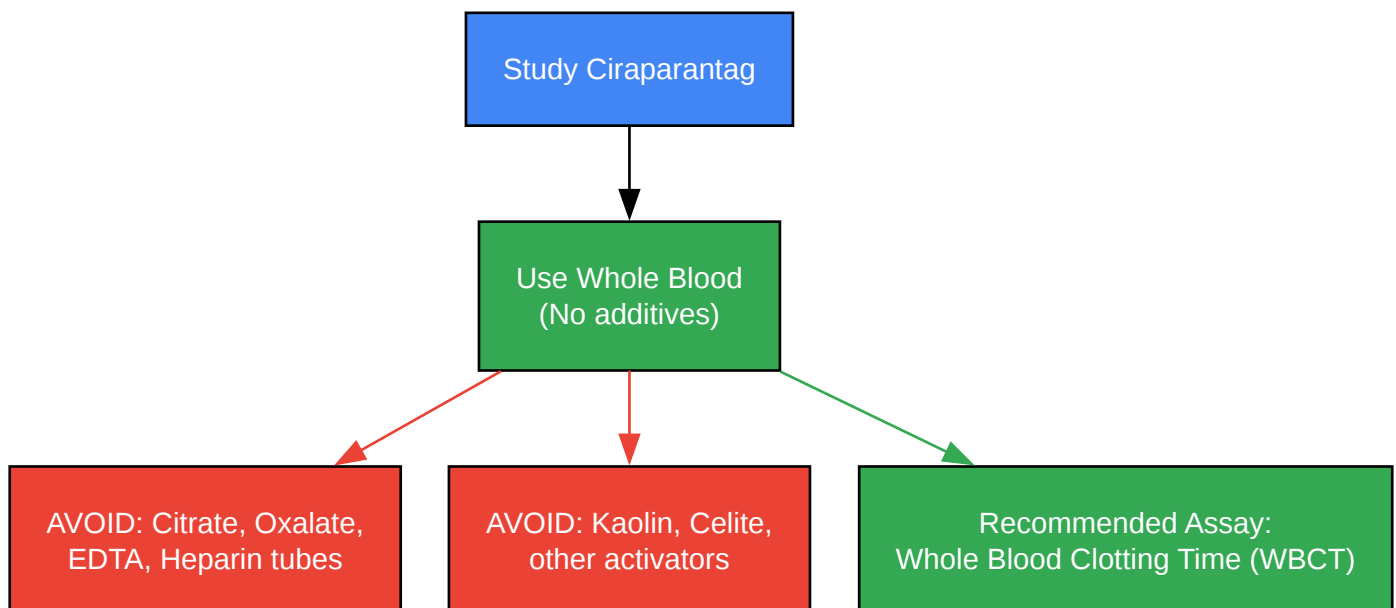 Study Ciraparantag
Use Whole Blood
(No additives)
AVOID: Citrate, Oxalate,
EDTA, Heparin tubes
AVOID: Kaolin, Celite,
other activators
Recommended Assay:
Whole Blood Clotting Time (WBCT)